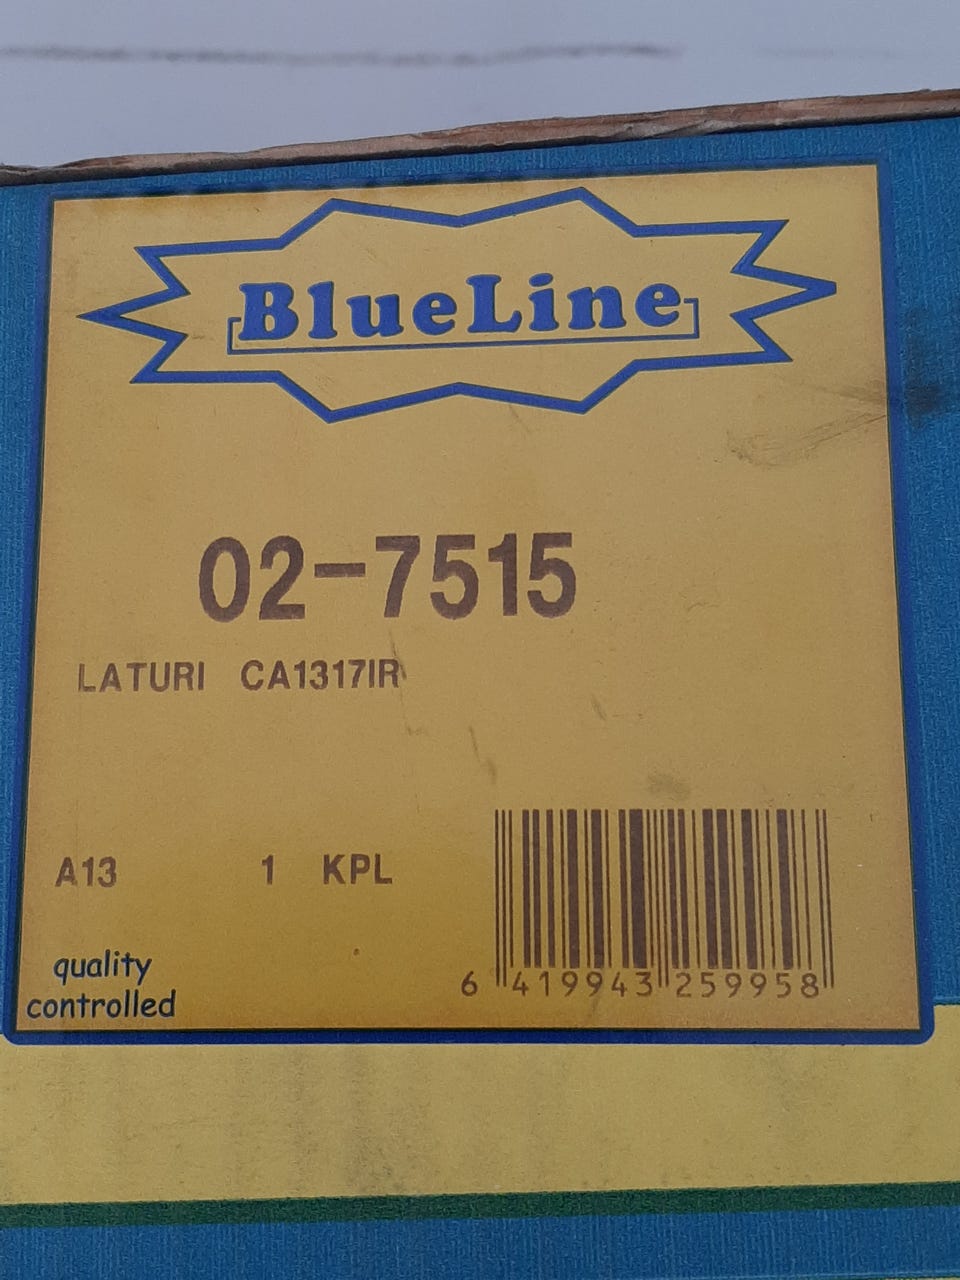 BlueLine
02-7515
LATURI CA1317IR
A13 1 KPL
6 419943 259958
quality
controlled